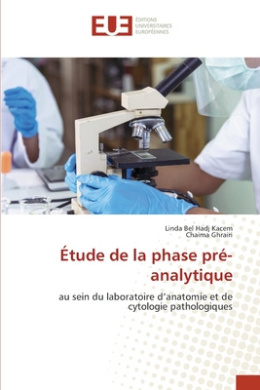 EUE
ÉDITIONS
UNIVERSITAIRES
EUROPÉENNES
Linda Bel Hadj Kacem
Chaima Ghrairi
Étude de la phase pré-
analytique
au sein du laboratoire d'anatomie et de
cytologie pathologiques